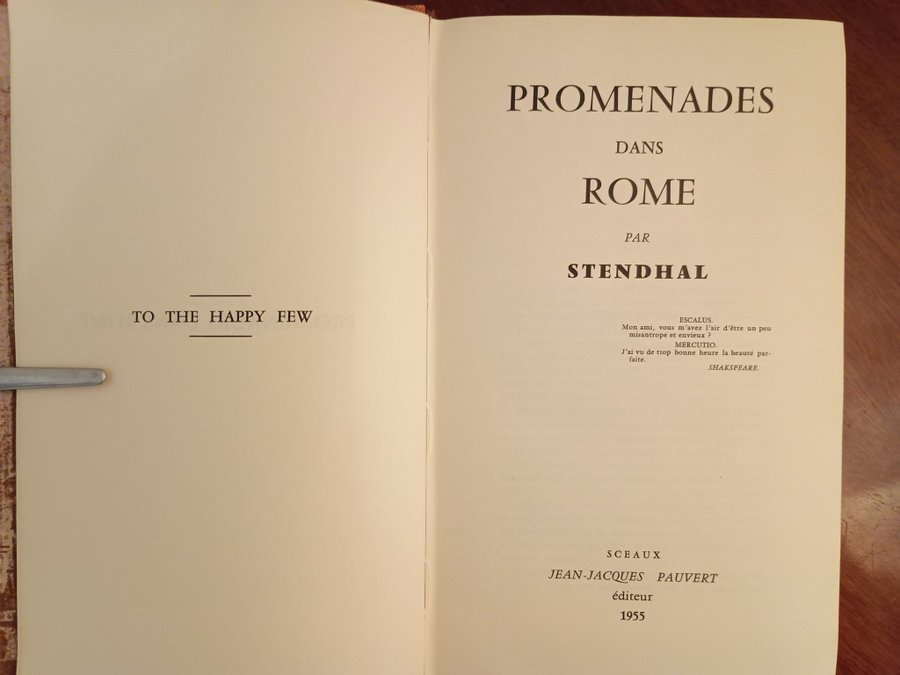 TO THE HAPPY FEW
PROMENADES
DANS
ROME
PAR
STENDHAL
ESCALUS.
Mon ami, vous m'avez l'air d'être un peu
misantrope et envieux ?
MERCUTIO.
J'ai vu de trop bonne heure la beauté par-
faite.
SHAKSPEARE.
SCEAUX
JEAN-JACQUES PAUVERT
éditeur
1955